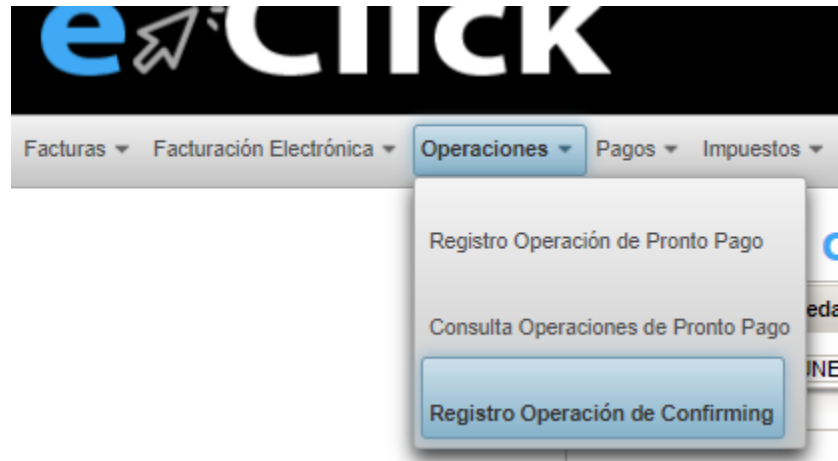 e Click
Facturas Facturación Electrónica Operaciones Pagos Impuestos
Registro Operación de Pronto Pago
Consulta Operaciones de Pronto Pago
Registro Operación de Confirming